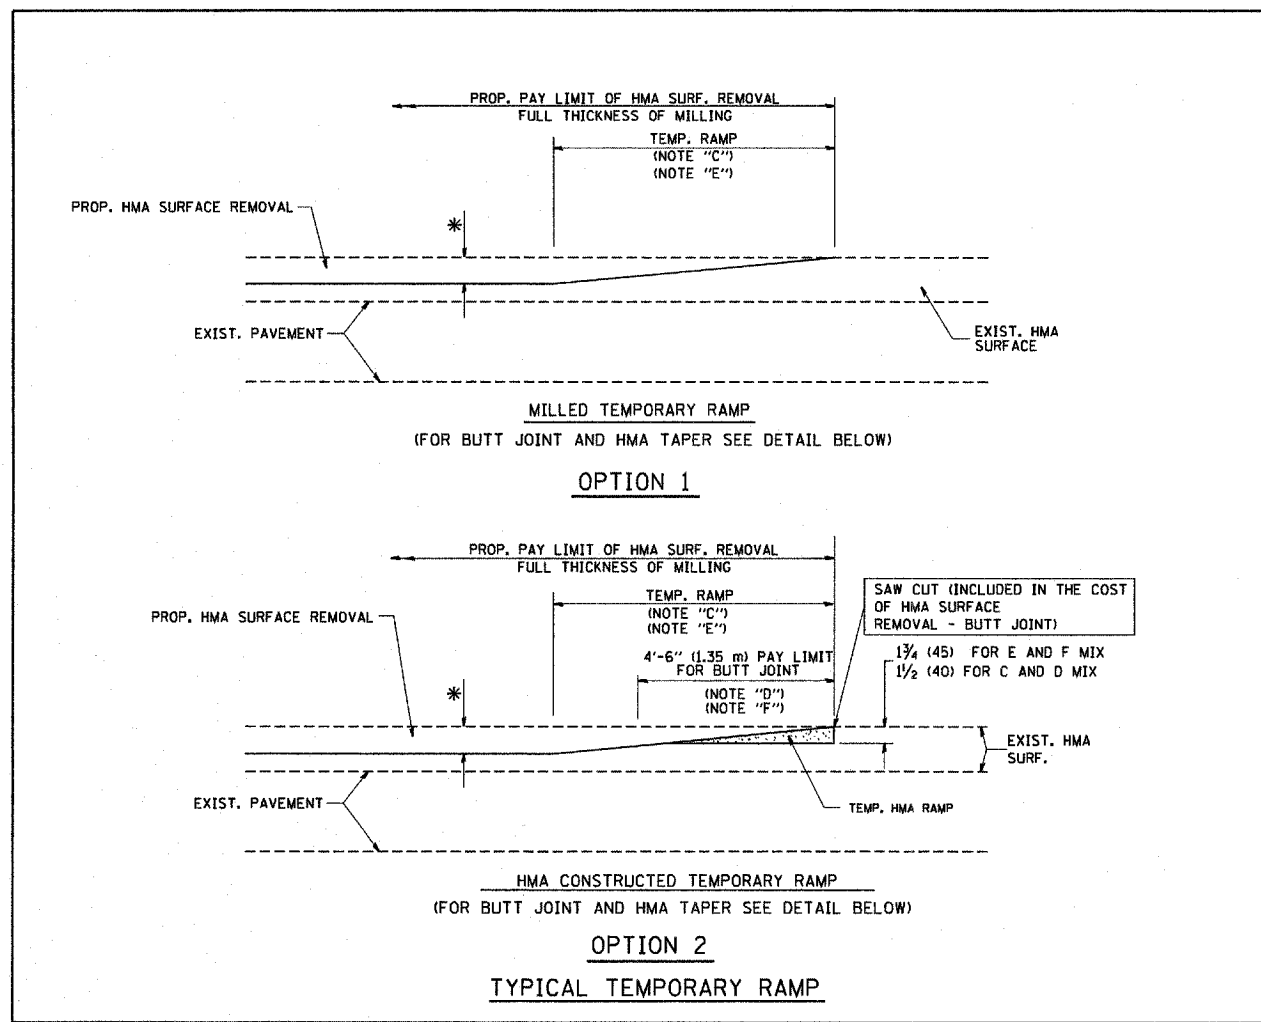 PROP. PAY LIMIT OF HMA SURF. REMOVAL
FULL THICKNESS OF MILLING
TEMP. RAMP
(NOTE "C")
(NOTE "E")
PROP. HMA SURFACE REMOVAL
*
EXIST. PAVEMENT
EXIST. HMA
SURFACE
MILLED TEMPORARY RAMP
(FOR BUTT JOINT AND HMA TAPER SEE DETAIL BELOW)
OPTION 1
PROP. PAY LIMIT OF HMA SURF. REMOVAL
FULL THICKNESS OF MILLING
SAW CUT (INCLUDED IN THE COST
OF HMA SURFACE
REMOVAL - BUTT JOINT)
TEMP. RAMP
(NOTE "C")
(NOTE "E")
PROP. HMA SURFACE REMOVAL
4'-6" (1.35 m) PAY LIMIT
FOR BUTT JOINT
(NOTE "D")
(NOTE "F")
1¾ (45) FOR E AND F MIX
1½ (40) FOR C AND D MIX
*
EXIST. HMA
SURF.
EXIST. PAVEMENT
TEMP. HMA RAMP
HMA CONSTRUCTED TEMPORARY RAMP
(FOR BUTT JOINT AND HMA TAPER SEE DETAIL BELOW)
OPTION 2
TYPICAL TEMPORARY RAMP